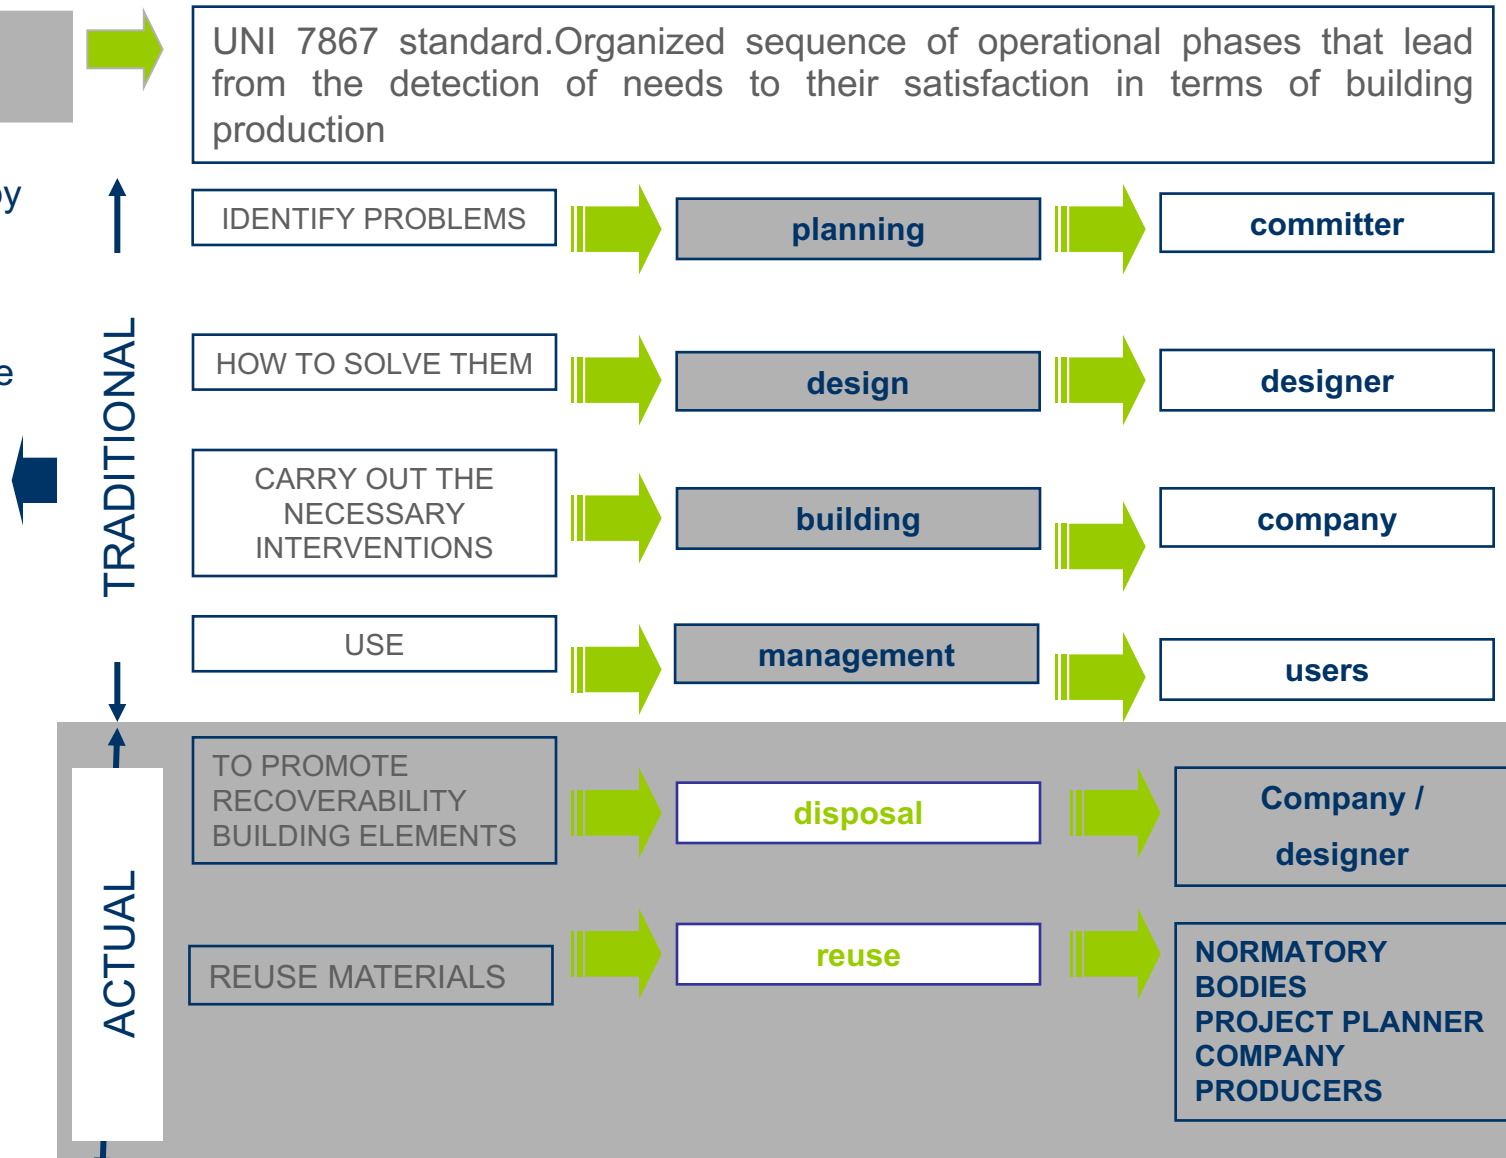 UNI 7867 standard.Organized sequence of operational phases that lead
from the detection of needs to their satisfaction in terms of building
production
IDENTIFY PROBLEMS
planning
committer
HOW TO SOLVE THEM
design
designer
CARRY OUT THE
NECESSARY
INTERVENTIONS
building
company
USE
management
users
TRADITIONAL
TO PROMOTE
RECOVERABILITY
BUILDING ELEMENTS
disposal
Company /
designer
REUSE MATERIALS
reuse
NORMATORY
BODIES
PROJECT PLANNER
COMPANY
PRODUCERS
ACTUAL